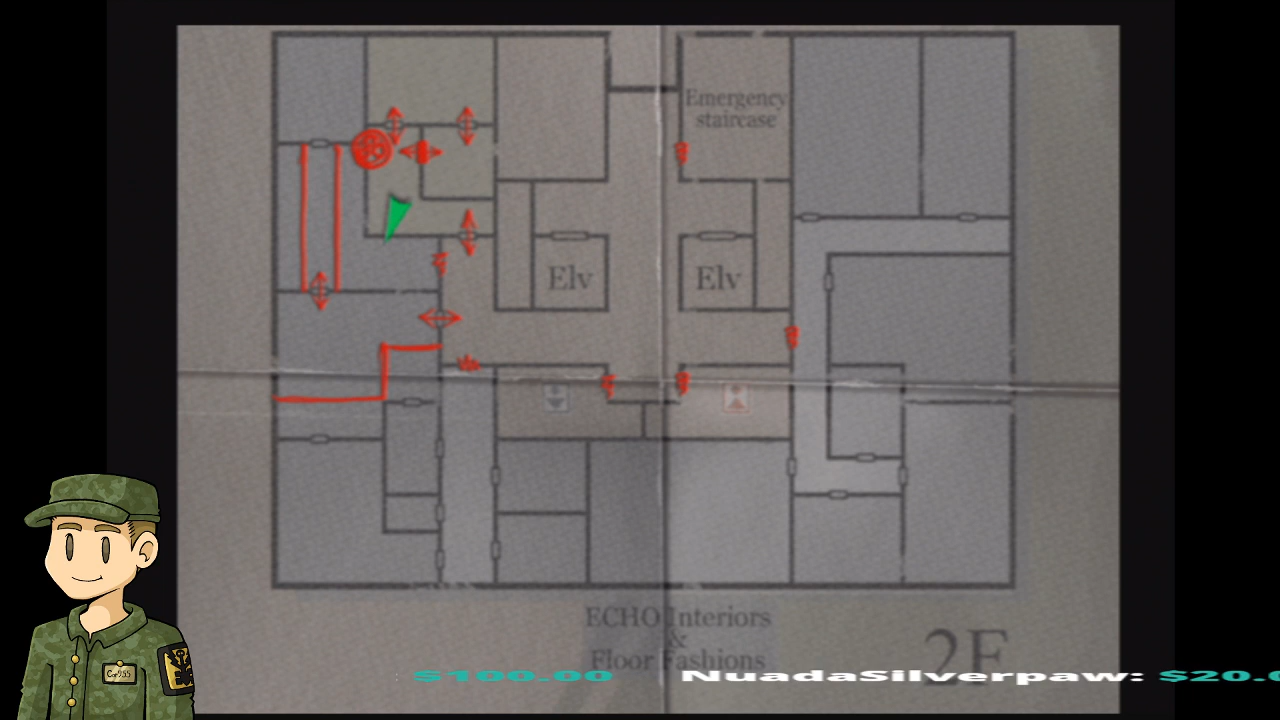 Emergency
staircase
Elv
Elv
ECHO Interiors
&
Floor Fashions
2F
$100.00 NuadaSilverpaw: $20.0